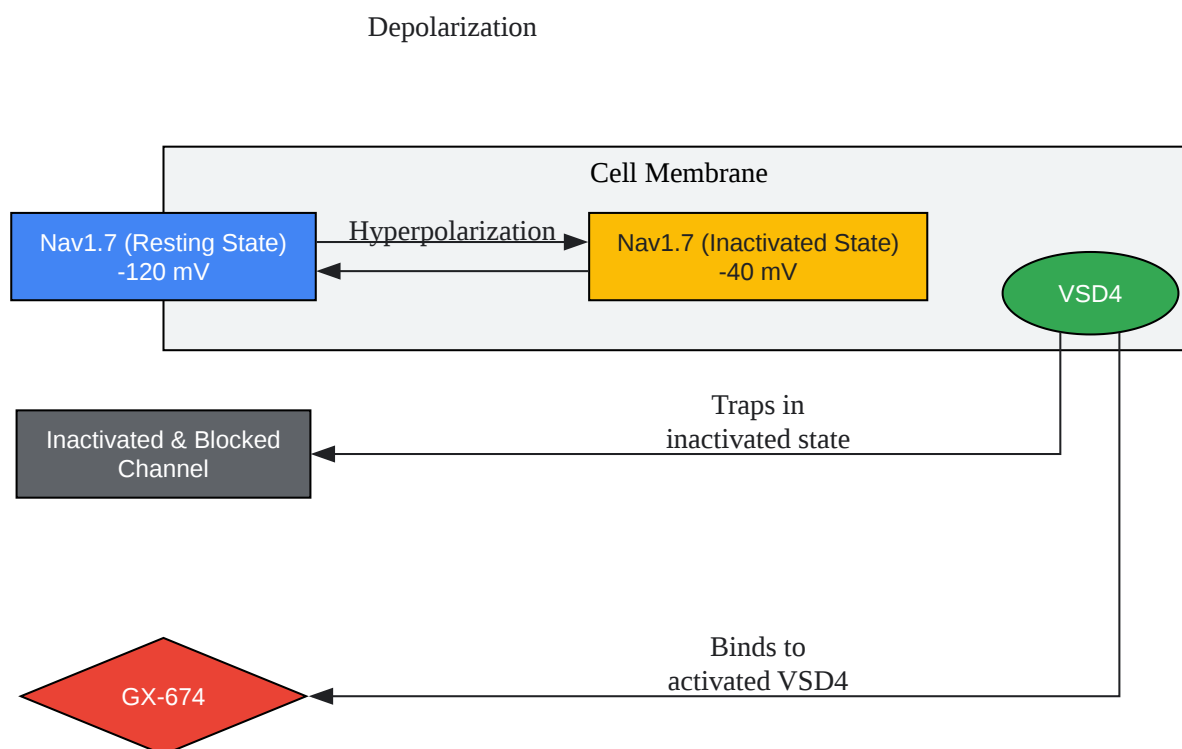 Depolarization
Cell Membrane
Nav1.7 (Resting State)
-120 mV
Hyperpolarization
Nav1.7 (Inactivated State)
-40 mV
VSD4
Traps in
inactivated state
Inactivated & Blocked
Channel
Binds to
activated VSD4
GX-674